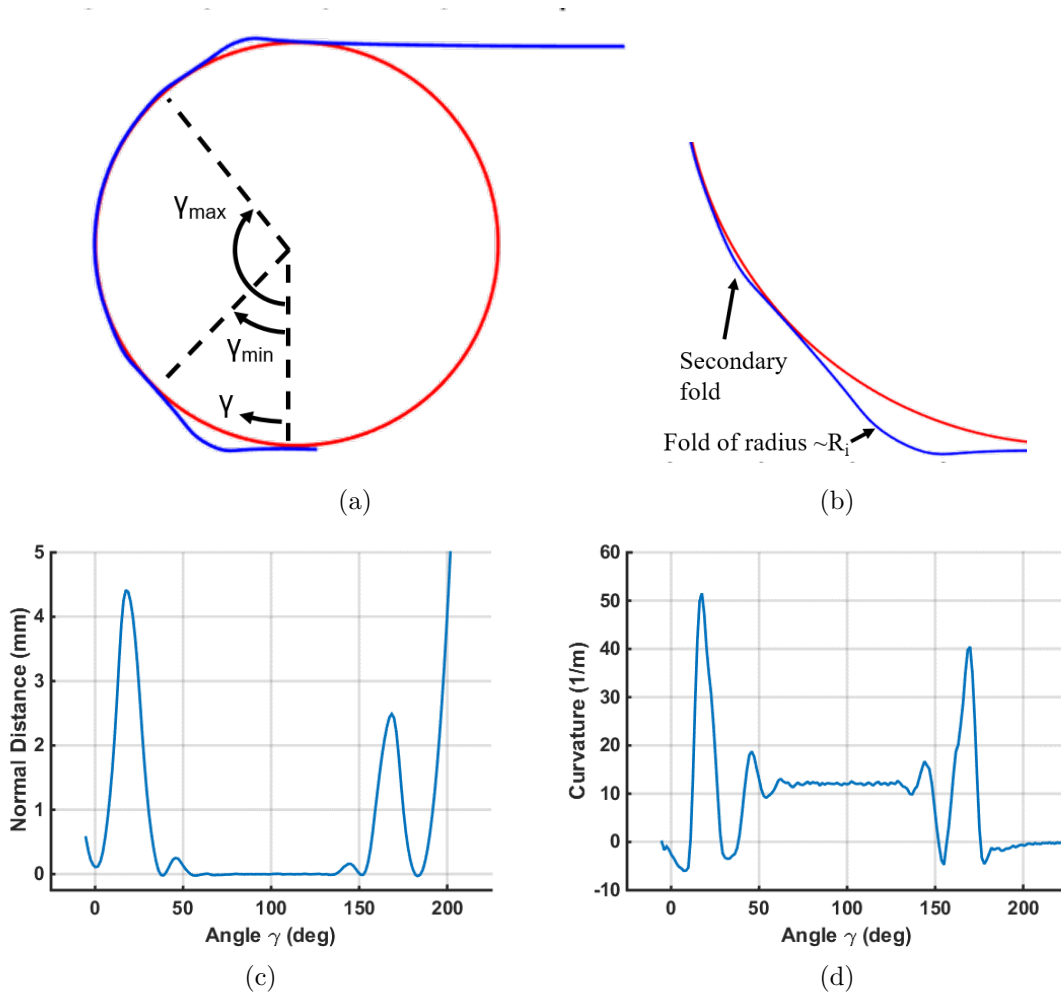 γmax
γmin
γ
(a)
Secondary
fold
Fold of radius ~Ri
(b)
5
4
3
2
1
0
Normal Distance (mm)
0 50 100 150 200
Angle γ (deg)
(c)
60
50
40
30
20
10
0
-10
Curvature (1/m)
0 50 100 150 200
Angle γ (deg)
(d)